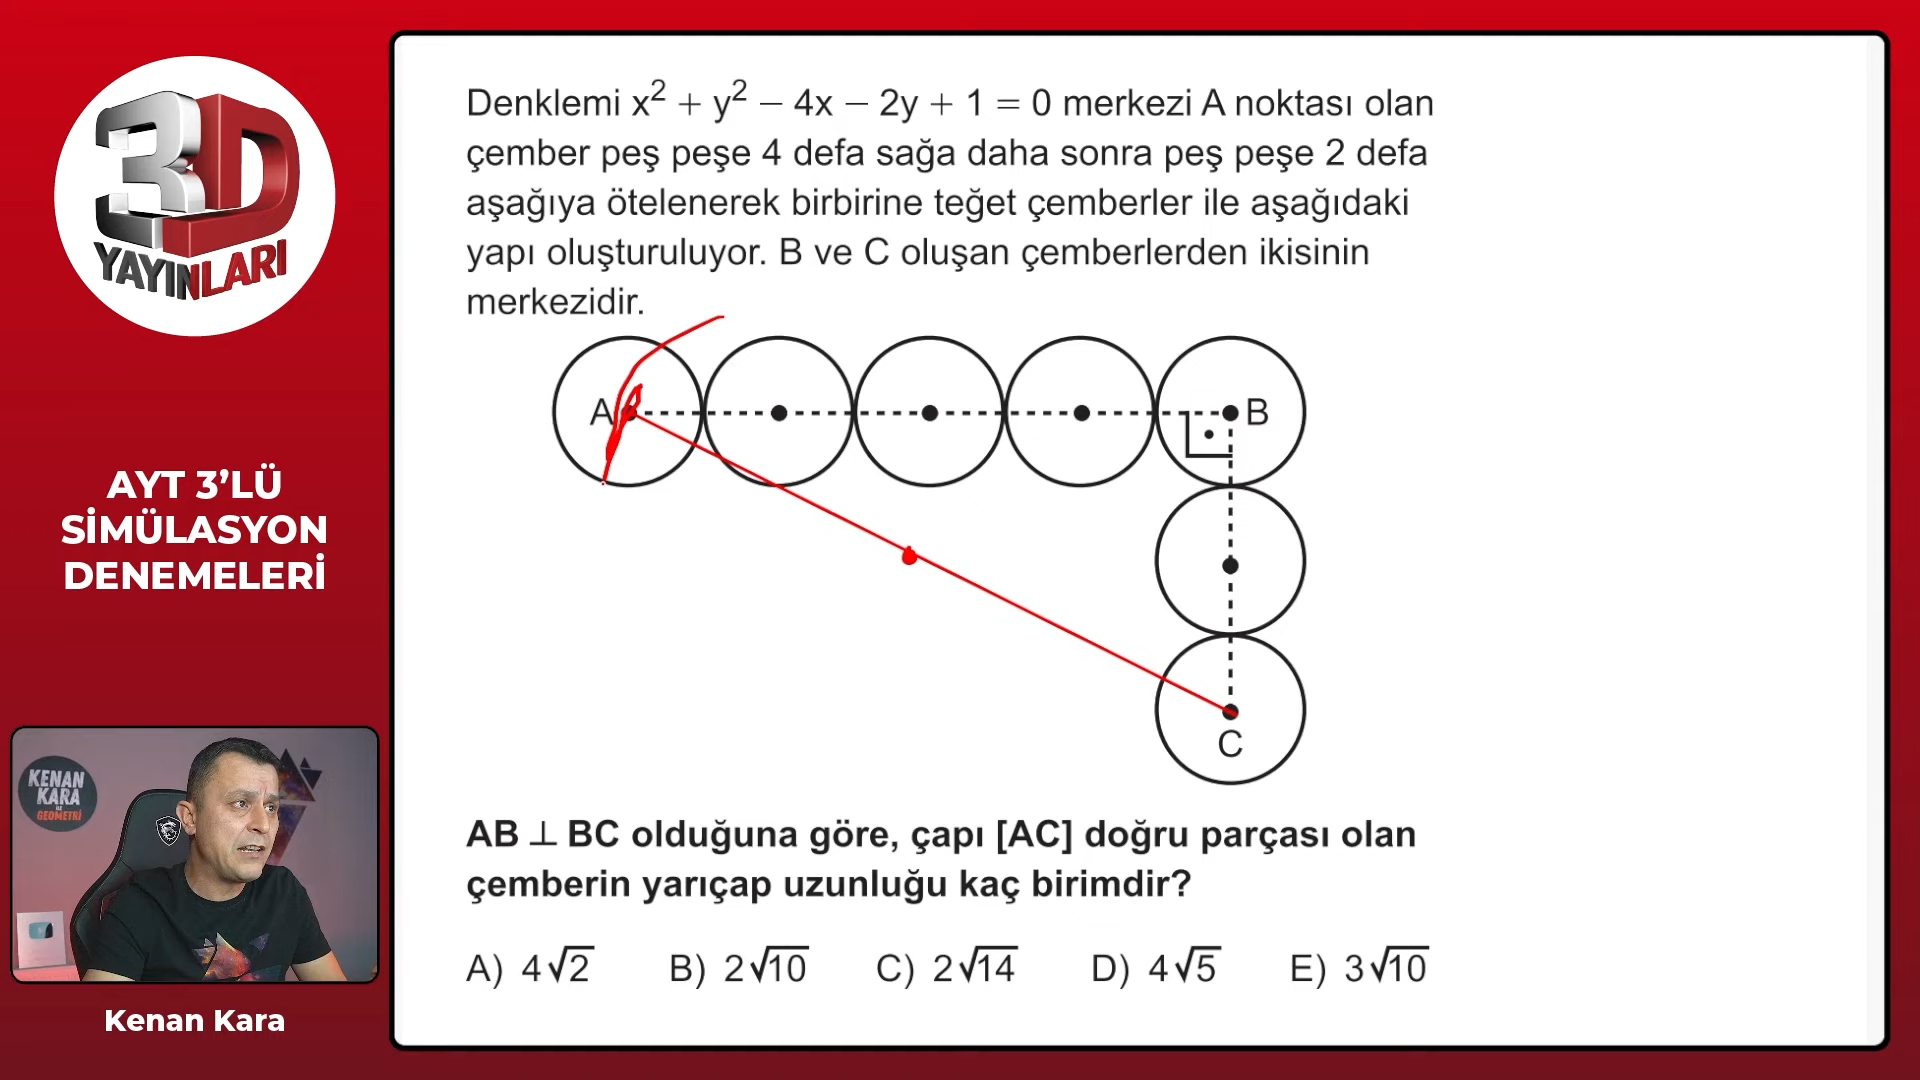 3D
YAYINLARI
AYT 3’LÜ
SİMÜLASYON
DENEMELERİ
KENAN
KARA
İLE
GEOMETRİ
Kenan Kara
Denklemi x² + y² − 4x − 2y + 1 = 0 merkezi A noktası olan
çember peş peşe 4 defa sağa daha sonra peş peşe 2 defa
aşağıya ötelenerek birbirine teğet çemberler ile aşağıdaki
yapı oluşturuluyor. B ve C oluşan çemberlerden ikisinin
merkezidir.
A B
C
AB ⊥ BC olduğuna göre, çapı [AC] doğru parçası olan
çemberin yarıçap uzunluğu kaç birimdir?
A) 4√2 B) 2√10 C) 2√14 D) 4√5 E) 3√10